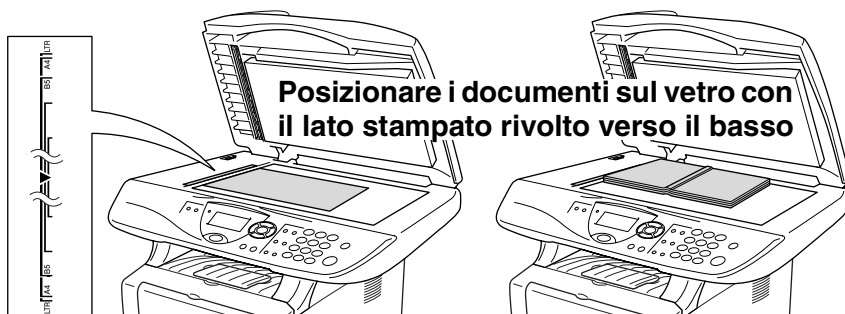 LTR
A4
B5
Posizionare i documenti sul vetro con
il lato stampato rivolto verso il basso
B5
A4
LTR